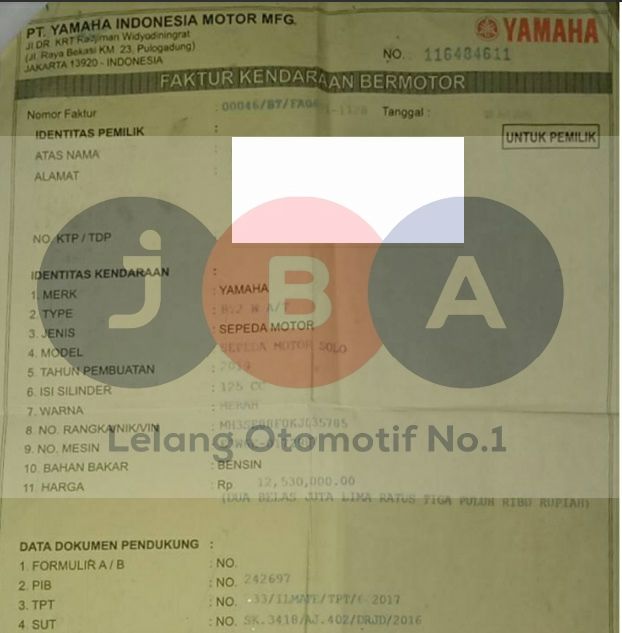 PT. YAMAHA INDONESIA MOTOR MFG.
Jl DR. KRT Radjiman Widyodiningrat
(Jl. Raya Bekasi KM. 23, Pulogadung)
JAKARTA 13920 - INDONESIA
YAMAHA
NO. : 116484611
FAKTUR KENDARAAN BERMOTOR
Nomor Faktur : Tanggal :
IDENTITAS PEMILIK :
UNTUK PEMILIK
ATAS NAMA :
ALAMAT :
NO. KTP / TDP
JBA
IDENTITAS KENDARAAN :
1. MERK : YAMAHA
2. TYPE : A/T
3. JENIS : SEPEDA MOTOR
4. MODEL : SEPEDA MOTOR SOLO
5. TAHUN PEMBUATAN :
6. ISI SILINDER : 125 CC
7. WARNA : MERAH
8. NO. RANGKA/NIK/VIN :
Lelang Otomotif No.1
9. NO. MESIN :
10. BAHAN BAKAR : BENSIN
11. HARGA : Rp. 12,530,000.00
(DUA BELAS JUTA LIMA RATUS TIGA PULUH RIBU RUPIAH)
DATA DOKUMEN PENDUKUNG :
1. FORMULIR A / B : NO.
2. PIB : NO. 242697
3. TPT : NO. 2017
4. SUT : NO. SK.3418/AJ.402/DRJD/2016